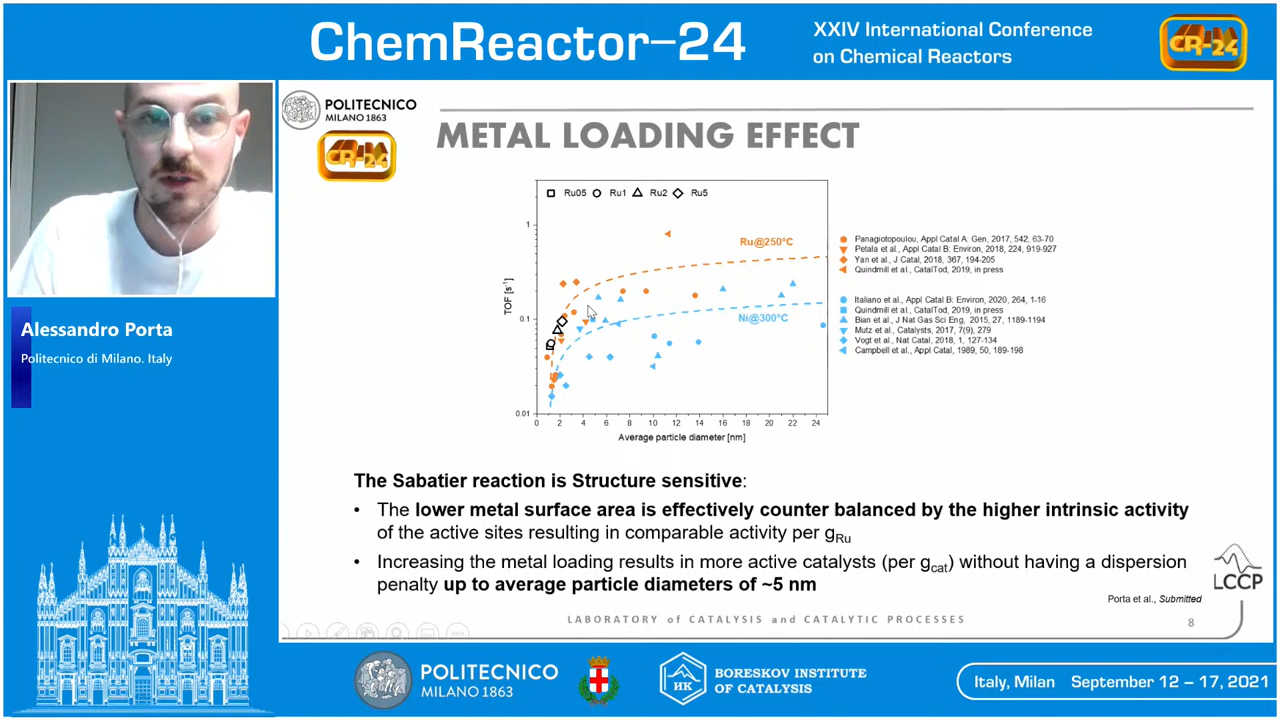 ChemReactor–24
XXIV International Conference
on Chemical Reactors
CR-24
POLITECNICO
MILANO 1863
CR-24
METAL LOADING EFFECT
Ru05 Ru1 Ru2 Ru5
1
0.1
0.01
TOF [s⁻¹]
Ru@250°C
Ni@300°C
0 2 4 6 8 10 12 14 16 18 20 22 24
Average particle diameter [nm]
Panagiotopoulou, Appl Catal A: Gen, 2017, 542, 63-70
Petala et al., Appl Catal B: Environ, 2018, 224, 919-927
Yan et al., J Catal, 2018, 367, 194-205
Quindmill et al., CatalTod, 2019, in press
Italiano et al., Appl Catal B: Environ, 2020, 264, 1-16
Quindmill et al., CatalTod, 2019, in press
Bian et al., J Nat Gas Sci Eng, 2015, 27, 1189-1194
Mutz et al., Catalysts, 2017, 7(9), 279
Vogt et al., Nat Catal, 2018, 1, 127-134
Campbell et al., Appl Catal, 1989, 50, 189-198
Alessandro Porta
Politecnico di Milano. Italy
The Sabatier reaction is Structure sensitive:
• The lower metal surface area is effectively counter balanced by the higher intrinsic activity
of the active sites resulting in comparable activity per gRu
• Increasing the metal loading results in more active catalysts (per gcat) without having a dispersion
penalty up to average particle diameters of ~5 nm
LCCP
Porta et al., Submitted
LABORATORY of CATALYSIS and CATALYTIC PROCESSES
8
POLITECNICO
MILANO 1863
ИК
BORESKOV INSTITUTE
OF CATALYSIS
Italy, Milan September 12 – 17, 2021